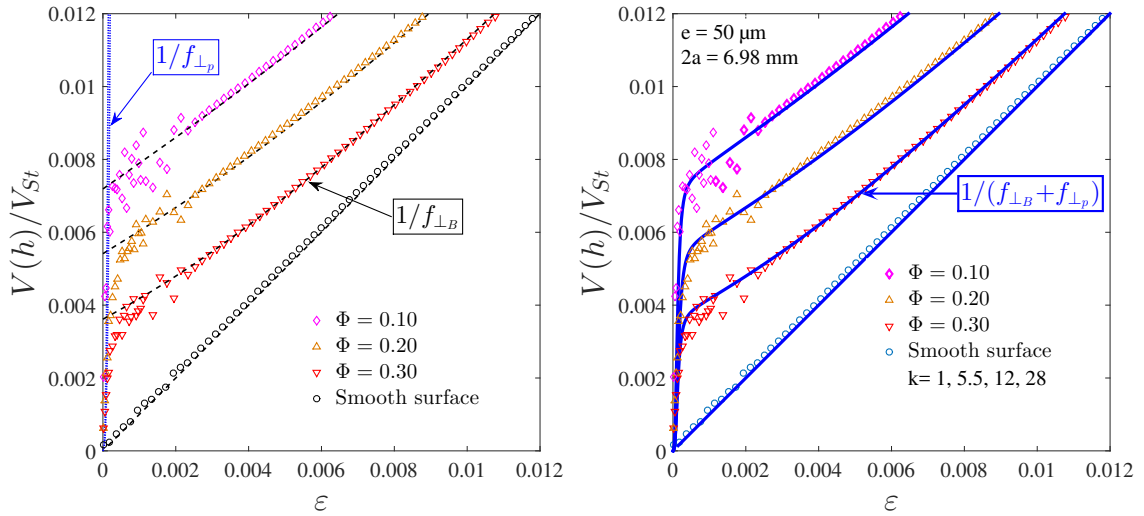 V(h)/V_St
0.012
0.01
0.008
0.006
0.004
0.002
0
1/f_⊥p
1/f_⊥B
Φ = 0.10
Φ = 0.20
Φ = 0.30
Smooth surface
0 0.002 0.004 0.006 0.008 0.01 0.012
ε
V(h)/V_St
0.012
0.01
0.008
0.006
0.004
0.002
0
e = 50 μm
2a = 6.98 mm
1/(f_⊥B+f_⊥p)
Φ = 0.10
Φ = 0.20
Φ = 0.30
Smooth surface
k= 1, 5.5, 12, 28
0 0.002 0.004 0.006 0.008 0.01 0.012
ε